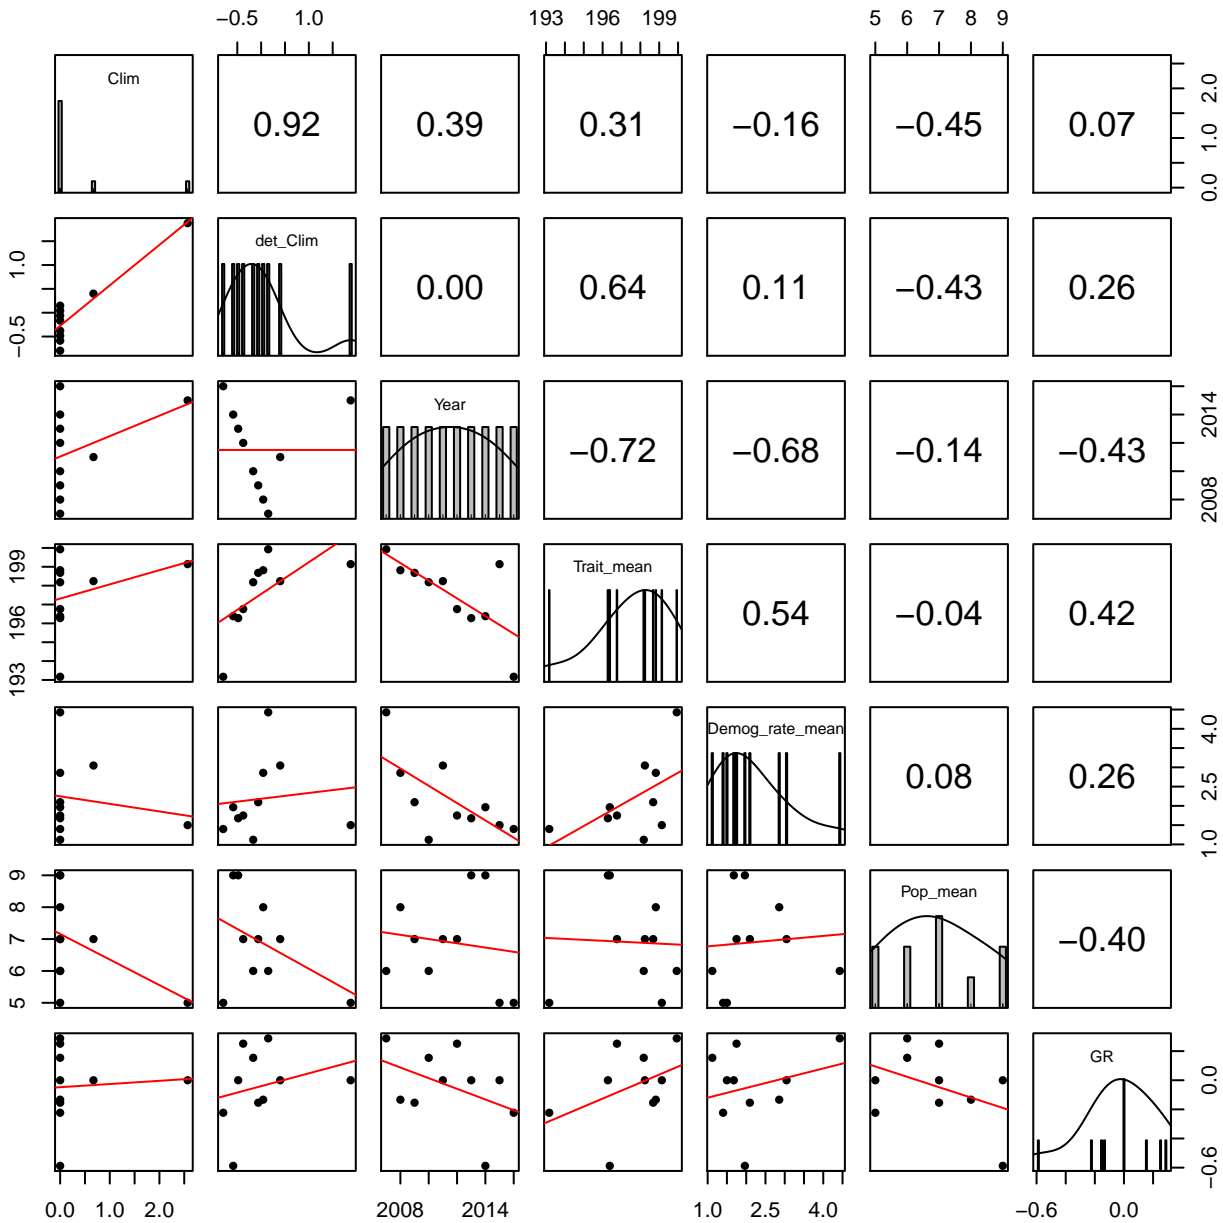 −0.5 1.0 193 196 199 5 6 7 8 9
Clim 0.92 0.39 0.31 −0.16 −0.45 0.07 0.0 1.0 2.0
−0.5 1.0 det_Clim 0.00 0.64 0.11 −0.43 0.26
Year −0.72 −0.68 −0.14 −0.43 2008 2014
193 196 199 Trait_mean 0.54 −0.04 0.42
Demog_rate_mean 0.08 0.26 1.0 2.5 4.0
5 6 7 8 9 Pop_mean −0.40
GR −0.6 0.0
0.0 1.0 2.0 2008 2014 1.0 2.5 4.0 −0.6 0.0